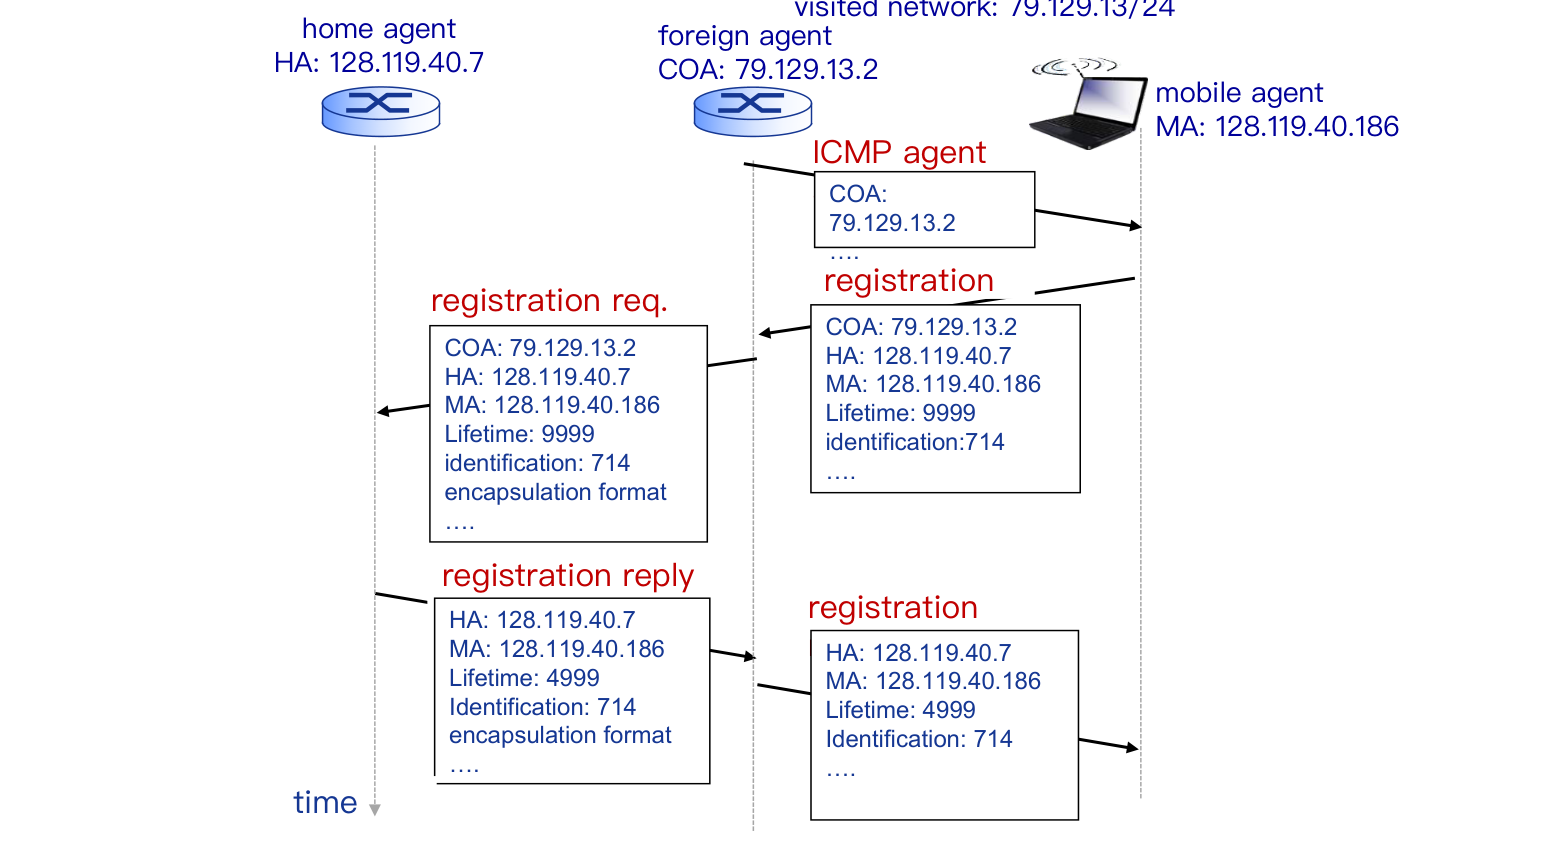 visited network: 79.129.13/24
home agent
HA: 128.119.40.7
foreign agent
COA: 79.129.13.2
mobile agent
MA: 128.119.40.186
ICMP agent
COA:
79.129.13.2
....
registration
COA: 79.129.13.2
HA: 128.119.40.7
MA: 128.119.40.186
Lifetime: 9999
identification:714
....
registration req.
COA: 79.129.13.2
HA: 128.119.40.7
MA: 128.119.40.186
Lifetime: 9999
identification: 714
encapsulation format
....
registration reply
HA: 128.119.40.7
MA: 128.119.40.186
Lifetime: 4999
Identification: 714
encapsulation format
....
registration
HA: 128.119.40.7
MA: 128.119.40.186
Lifetime: 4999
Identification: 714
....
time